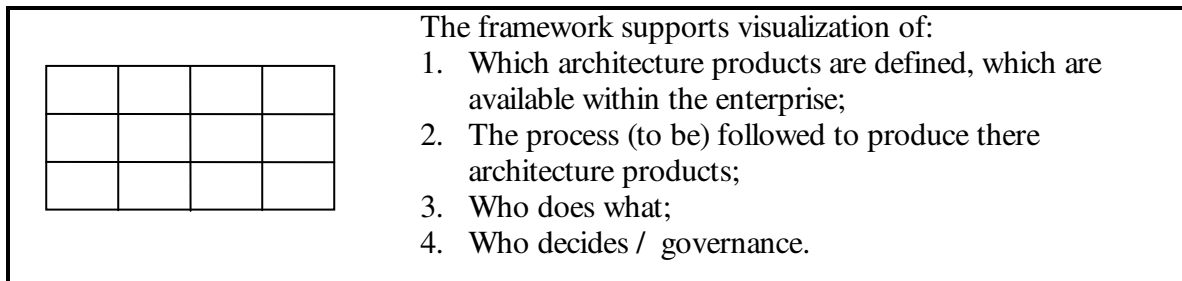 The framework supports visualization of:
1. Which architecture products are defined, which are
available within the enterprise;
2. The process (to be) followed to produce there
architecture products;
3. Who does what;
4. Who decides / governance.